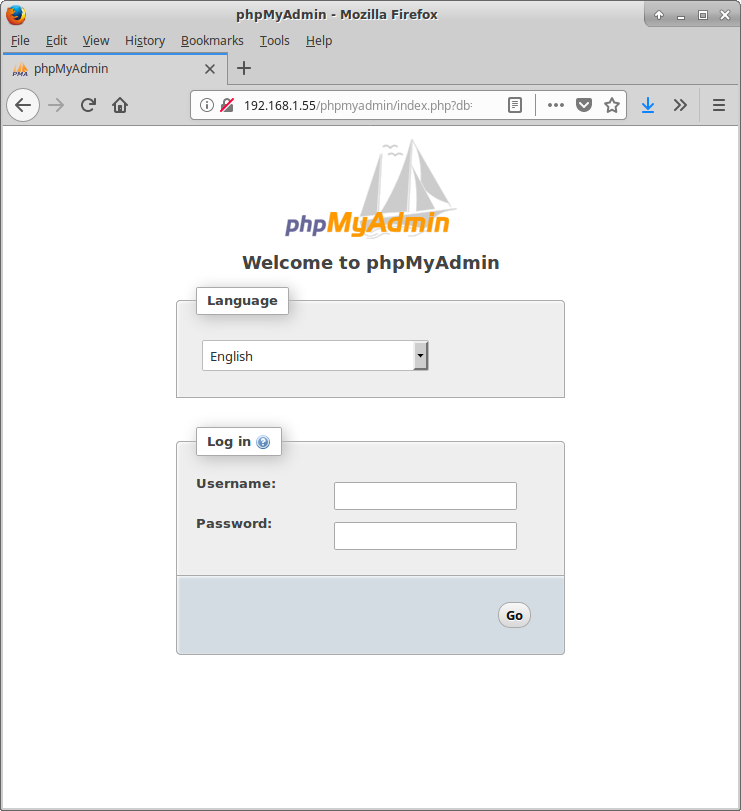 phpMyAdmin - Mozilla Firefox
File Edit View History Bookmarks Tools Help
PMA phpMyAdmin
192.168.1.55/phpmyadmin/index.php?db=
phpMyAdmin
Welcome to phpMyAdmin
Language
English
Log in
Username:
Password:
Go